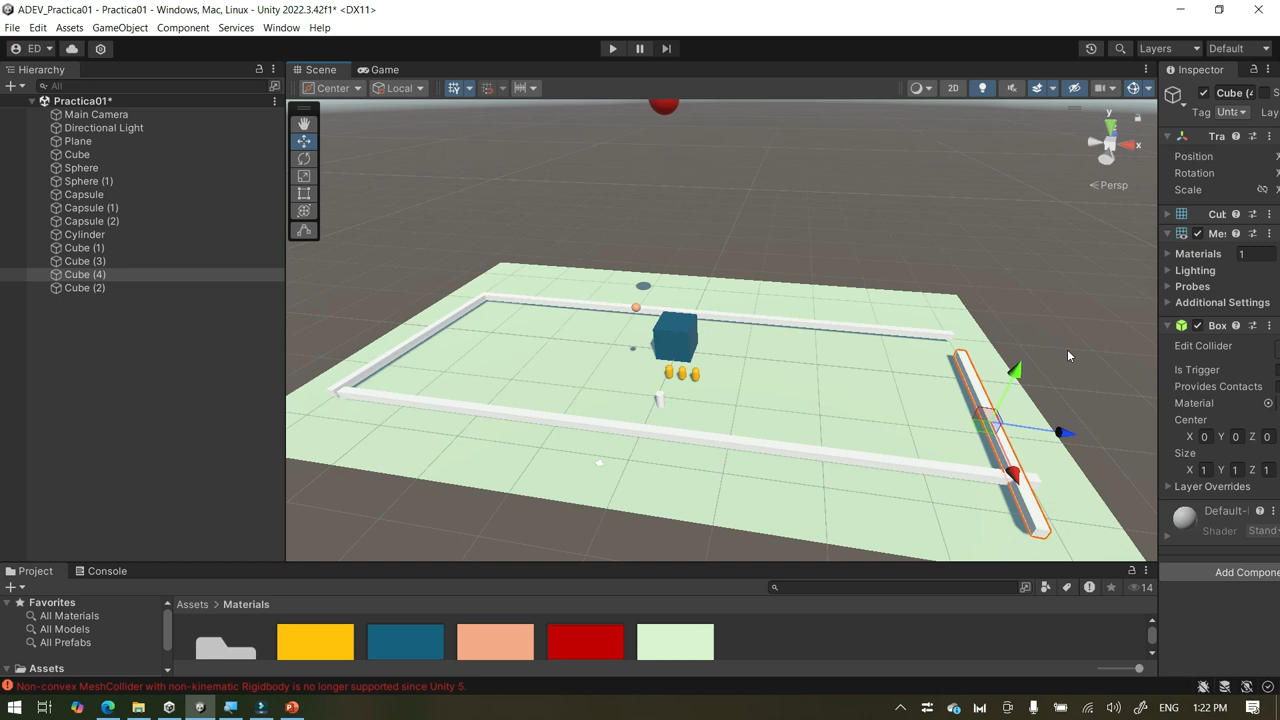 ADEV_Practica01 - Practica01* - Windows, Mac, Linux - Unity 2022.3.42f1* <DX11>
File Edit Assets GameObject Component Services Window Help
ED Layers Default
Hierarchy Scene Game Inspector
All Center Local 2D
Practica01* Cube (4 S
Main Camera Tag Unta Lay
Directional Light
Plane Tra
Cube Position X
Sphere Rotation X
Sphere (1) Persp Scale X
Capsule
Capsule (1) Cub
Capsule (2)
Cylinder Mes
Cube (1) Materials 1
Cube (3) Lighting
Cube (4) Probes
Cube (2) Additional Settings
Box
Edit Collider
Is Trigger
Provides Contacts
Material
Center
X 0 Y 0 Z 0
Size
X 1 Y 1 Z 1
Layer Overrides
Default-
Shader Stand
Project Console Add Compone
14
Favorites Assets > Materials
All Materials
All Models
All Prefabs
Assets
Non-convex MeshCollider with non-kinematic Rigidbody is no longer supported since Unity 5.
ENG 1:22 PM
y
x